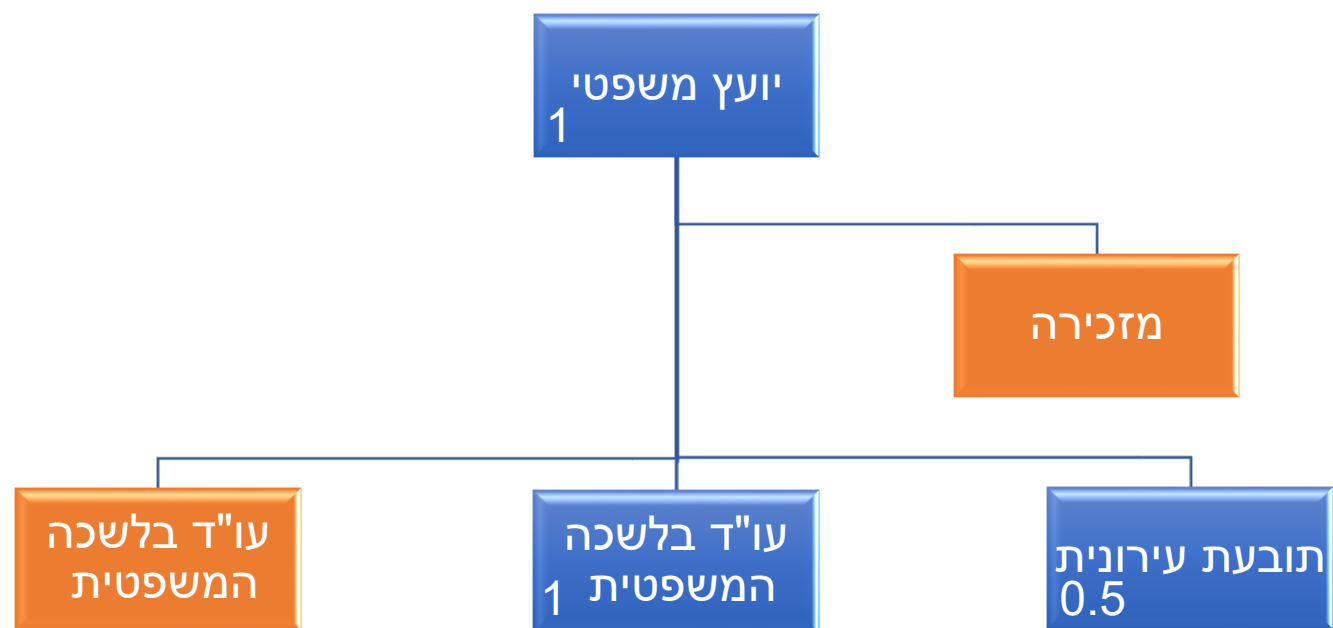 יועץ משפטי
1
מזכירה
תובעת עירונית
0.5
עו"ד בלשכה
המשפטית
1
עו"ד בלשכה
המשפטית